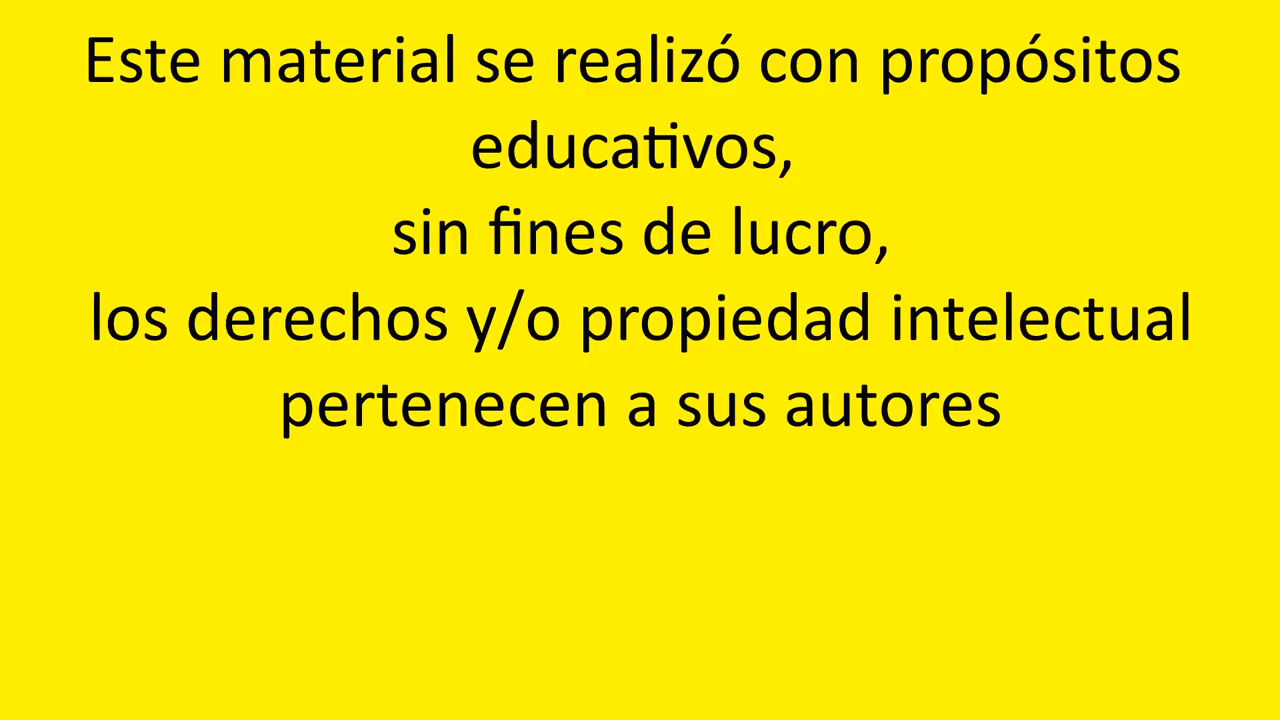 Este material se realizó con propósitos
educativos,
sin fines de lucro,
los derechos y/o propiedad intelectual
pertenecen a sus autores